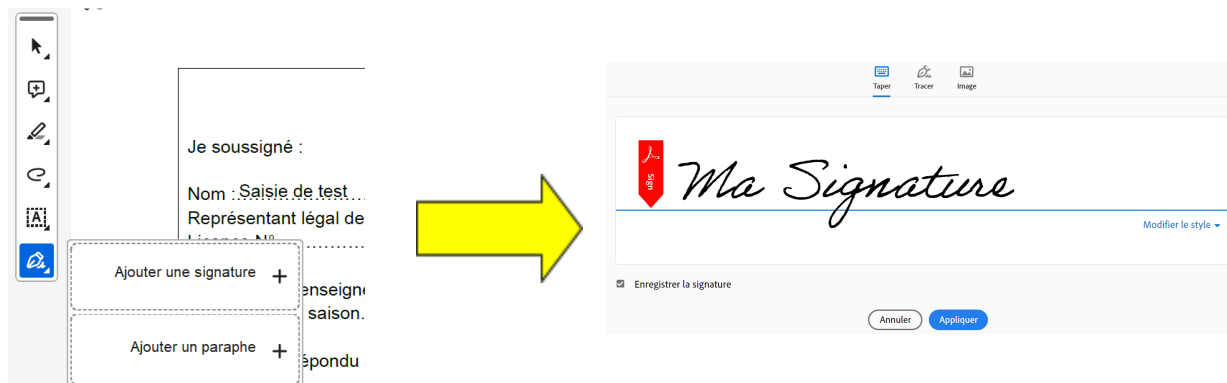 Je soussigné :
Nom : Saisie de test
Représentant légal de
Licence N°
Ajouter une signature +
enseigne
saison.
Ajouter un paraphe +
épondu
Taper
Tracer
Image
Sign
Ma Signature
Modifier le style
Enregistrer la signature
Annuler
Appliquer